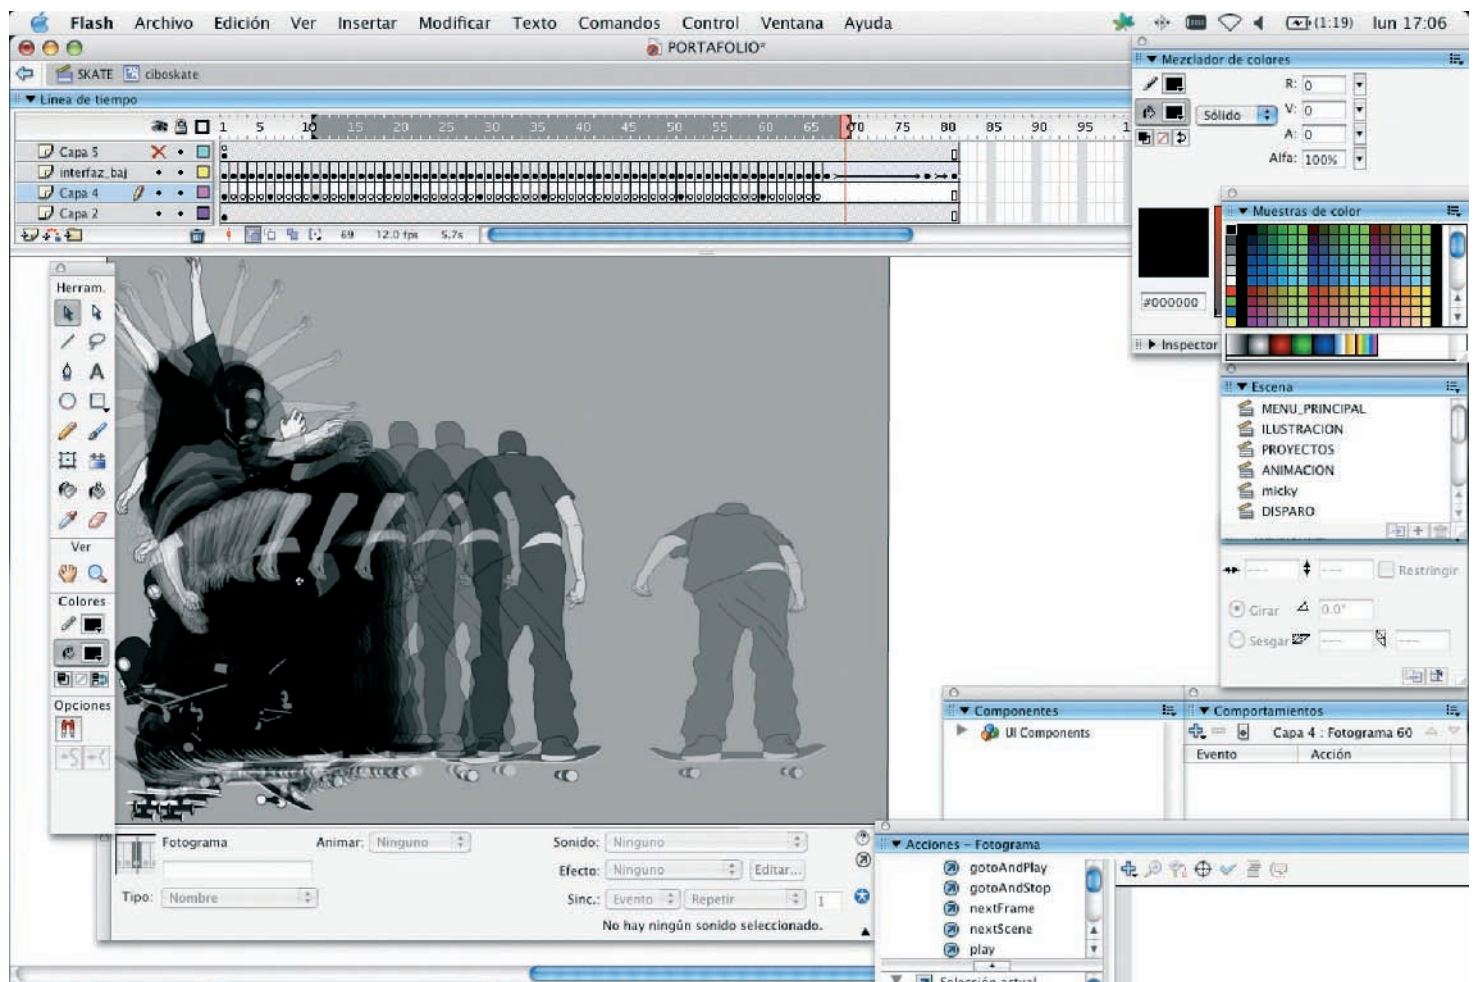 Flash Archivo Edición Ver Insertar Modificar Texto Comandos Control Ventana Ayuda (1:19) lun 17:06
PORTAFOLIO*
SKATE ciboskate
Línea de tiempo
1 5 10 15 20 25 30 35 40 45 50 55 60 65 70 75 80 85 90 95 1
Capa 5
interfaz_baj
Capa 4
Capa 2
69 12.0 fps 5.7s
Herram.
Ver
Colores
Opciones
Mezclador de colores
R: 0
Sólido
V: 0
A: 0
Alfa: 100%
#000000
Inspector
Muestras de color
Escena
MENU_PRINCIPAL
ILUSTRACION
PROYECTOS
ANIMACION
micky
DISPARO
--- --- Restringir
Girar 0.0°
Sesgar --- ---
Componentes
UI Components
Comportamientos
Capa 4 : Fotograma 60
Evento Acción
Fotograma Animar: Ninguno Sonido: Ninguno
Efecto: Ninguno Editar...
Tipo: Nombre Sinc.: Evento Repetir 1
No hay ningún sonido seleccionado.
Acciones - Fotograma
gotoAndPlay
gotoAndStop
nextFrame
nextScene
play
Selección actual